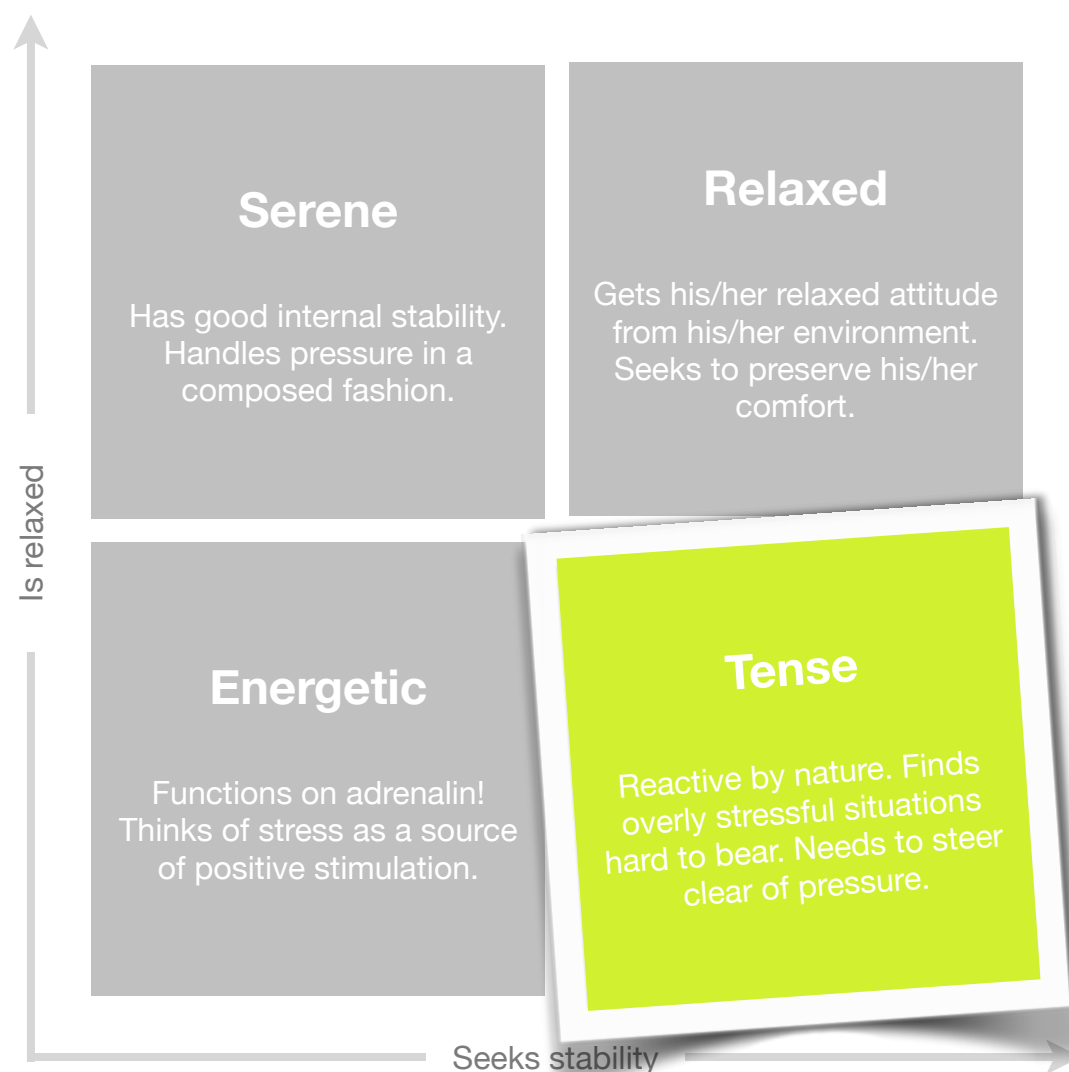 Serene
Has good internal stability.
Handles pressure in a
composed fashion.
Relaxed
Gets his/her relaxed attitude
from his/her environment.
Seeks to preserve his/her
comfort.
Is relaxed
Energetic
Functions on adrenalin!
Thinks of stress as a source
of positive stimulation.
Tense
Reactive by nature. Finds
overly stressful situations
hard to bear. Needs to steer
clear of pressure.
Seeks stability